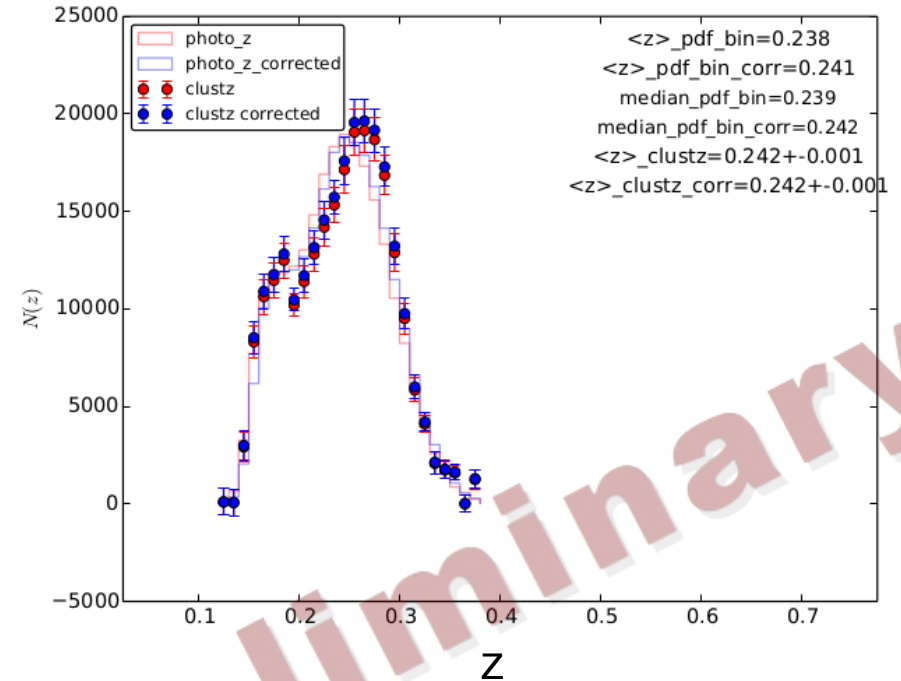 25000
20000
15000
10000
5000
0
−5000
N(z)
photo_z
photo_z_corrected
clustz
clustz corrected
<z>_pdf_bin=0.238
<z>_pdf_bin_corr=0.241
median_pdf_bin=0.239
median_pdf_bin_corr=0.242
<z>_clustz=0.242+-0.001
<z>_clustz_corr=0.242+-0.001
0.1 0.2 0.3 0.4 0.5 0.6 0.7
z
liminary